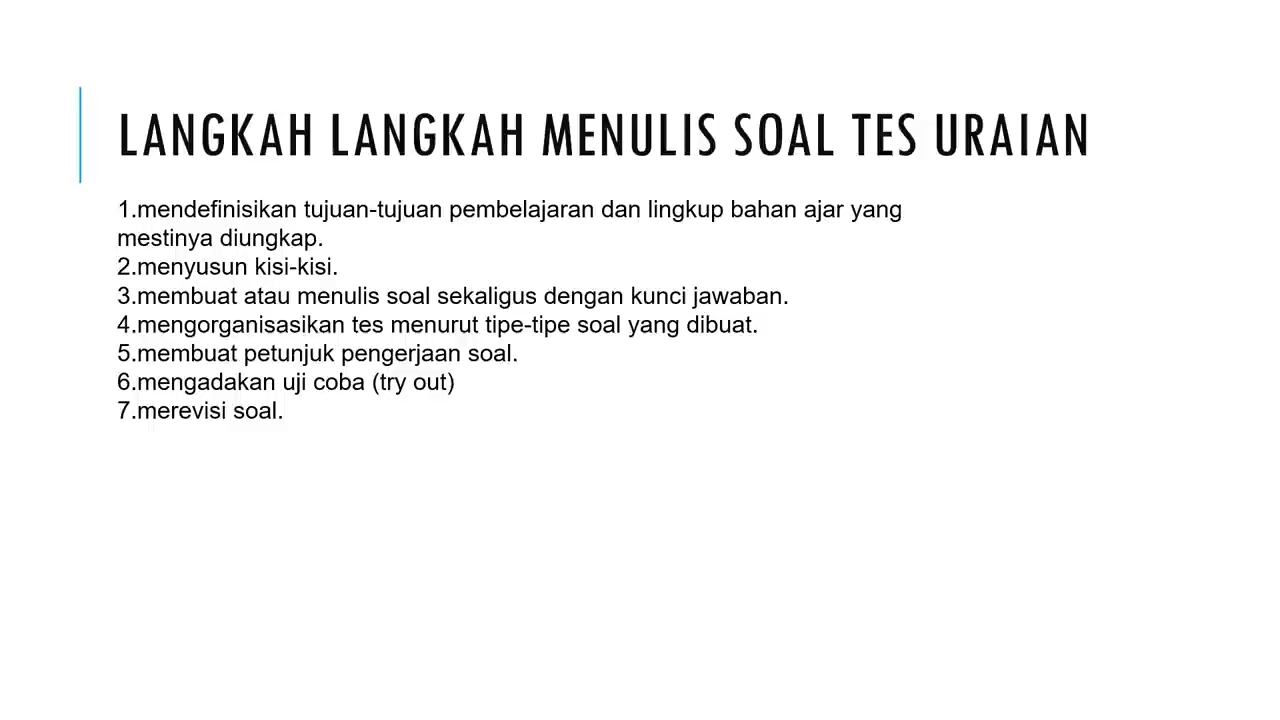 LANGKAH LANGKAH MENULIS SOAL TES URAIAN
1.mendefinisikan tujuan-tujuan pembelajaran dan lingkup bahan ajar yang
mestinya diungkap.
2.menyusun kisi-kisi.
3.membuat atau menulis soal sekaligus dengan kunci jawaban.
4.mengorganisasikan tes menurut tipe-tipe soal yang dibuat.
5.membuat petunjuk pengerjaan soal.
6.mengadakan uji coba (try out)
7.merevisi soal.